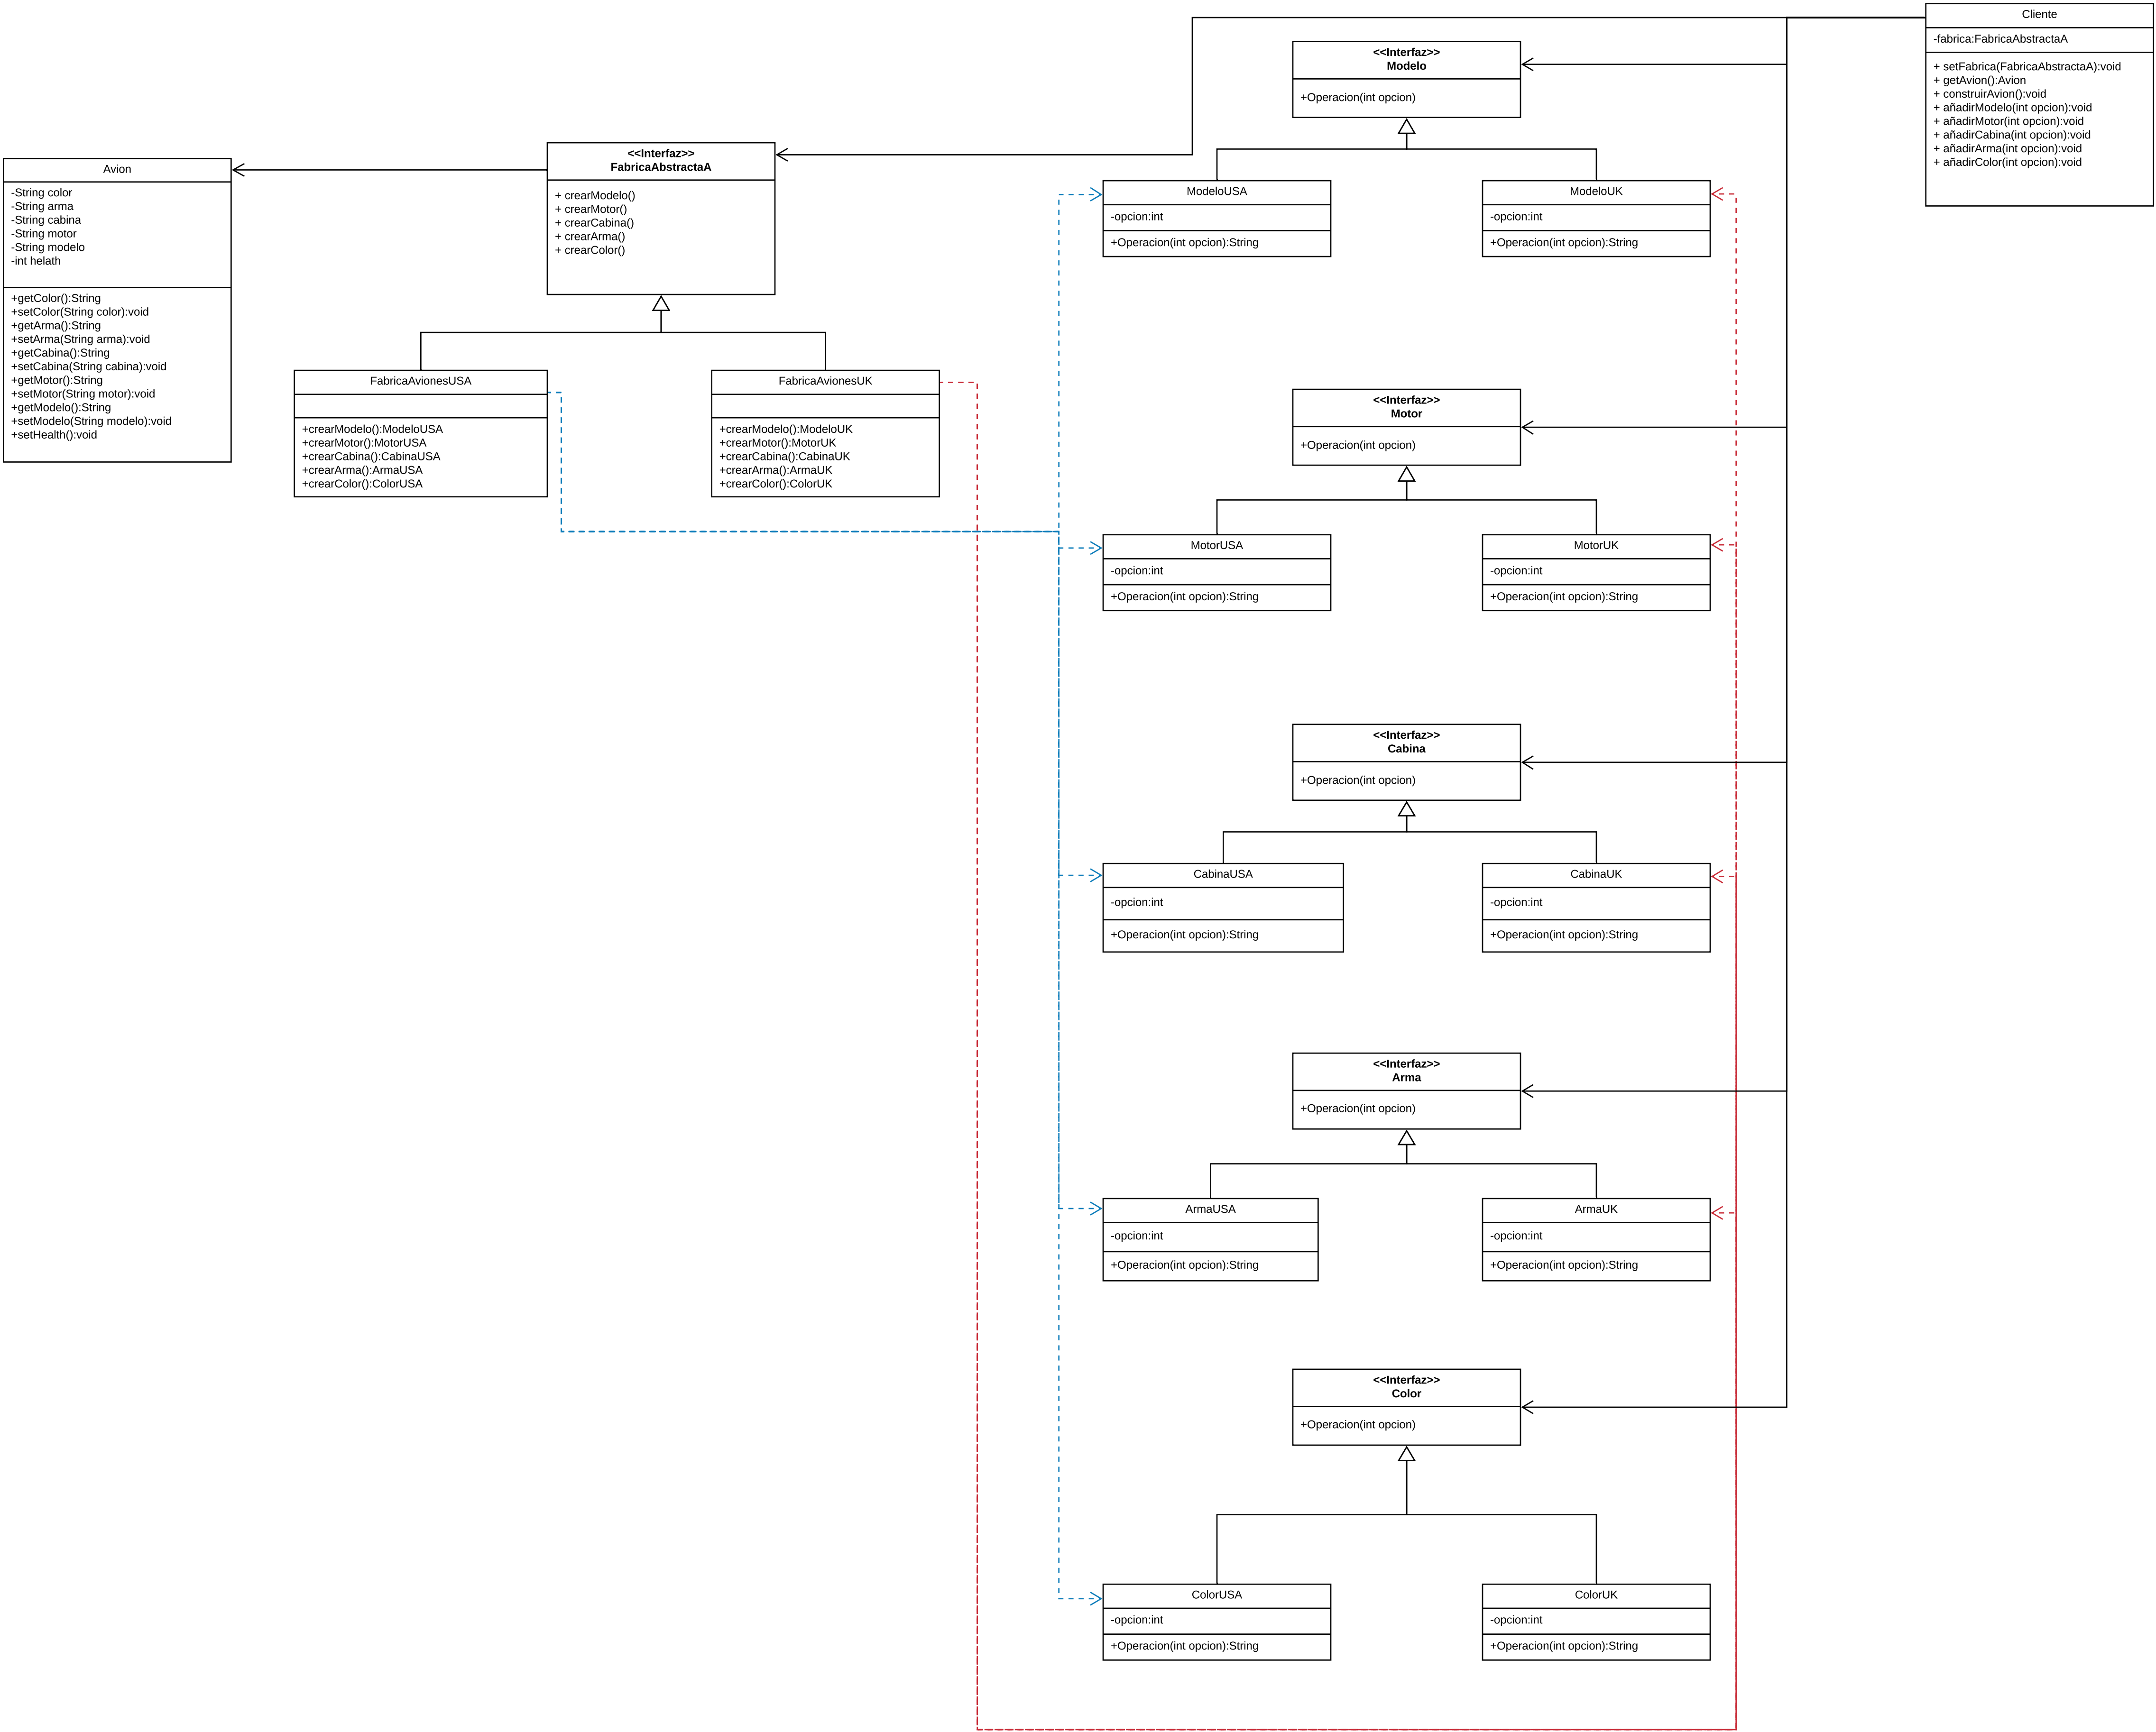 Cliente
-fabrica:FabricaAbstractaA
+ setFabrica(FabricaAbstractaA):void
+ getAvion():Avion
+ construirAvion():void
+ añadirModelo(int opcion):void
+ añadirMotor(int opcion):void
+ añadirCabina(int opcion):void
+ añadirArma(int opcion):void
+ añadirColor(int opcion):void
<<Interfaz>>
Modelo
+Operacion(int opcion)
Avion
-String color
-String arma
-String cabina
-String motor
-String modelo
-int helath
+getColor():String
+setColor(String color):void
+getArma():String
+setArma(String arma):void
+getCabina():String
+setCabina(String cabina):void
+getMotor():String
+setMotor(String motor):void
+getModelo():String
+setModelo(String modelo):void
+setHealth():void
<<Interfaz>>
FabricaAbstractaA
+ crearModelo()
+ crearMotor()
+ crearCabina()
+ crearArma()
+ crearColor()
ModeloUSA
-opcion:int
+Operacion(int opcion):String
ModeloUK
-opcion:int
+Operacion(int opcion):String
FabricaAvionesUSA
+crearModelo():ModeloUSA
+crearMotor():MotorUSA
+crearCabina():CabinaUSA
+crearArma():ArmaUSA
+crearColor():ColorUSA
FabricaAvionesUK
+crearModelo():ModeloUK
+crearMotor():MotorUK
+crearCabina():CabinaUK
+crearArma():ArmaUK
+crearColor():ColorUK
<<Interfaz>>
Motor
+Operacion(int opcion)
MotorUSA
-opcion:int
+Operacion(int opcion):String
MotorUK
-opcion:int
+Operacion(int opcion):String
<<Interfaz>>
Cabina
+Operacion(int opcion)
CabinaUSA
-opcion:int
+Operacion(int opcion):String
CabinaUK
-opcion:int
+Operacion(int opcion):String
<<Interfaz>>
Arma
+Operacion(int opcion)
ArmaUSA
-opcion:int
+Operacion(int opcion):String
ArmaUK
-opcion:int
+Operacion(int opcion):String
<<Interfaz>>
Color
+Operacion(int opcion)
ColorUSA
-opcion:int
+Operacion(int opcion):String
ColorUK
-opcion:int
+Operacion(int opcion):String